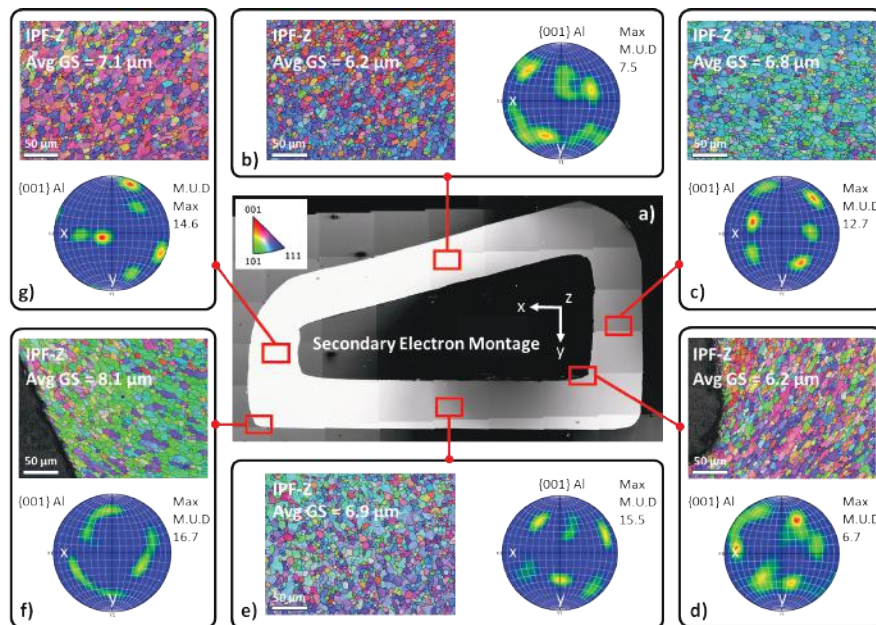 IPF-Z
Avg GS = 7.1 µm
50 µm
{001} Al
M.U.D
Max
14.6
X
y
g)
IPF-Z
Avg GS = 6.2 µm
50 µm
b)
{001} Al
Max
M.U.D
7.5
X
y
IPF-Z
Avg GS = 6.8 µm
50 µm
{001} Al
M.U.D
Max
12.7
X
y
c)
a)
001
101
111
x
z
y
Secondary Electron Montage
IPF-Z
Avg GS = 8.1 µm
50 µm
{001} Al
Max
M.U.D
16.7
X
y
f)
IPF-Z
Avg GS = 6.9 µm
50 µm
e)
{001} Al
Max
M.U.D
15.5
X
y
IPF-Z
Avg GS = 6.2 µm
50 µm
{001} Al
Max
M.U.D
6.7
X
y
d)